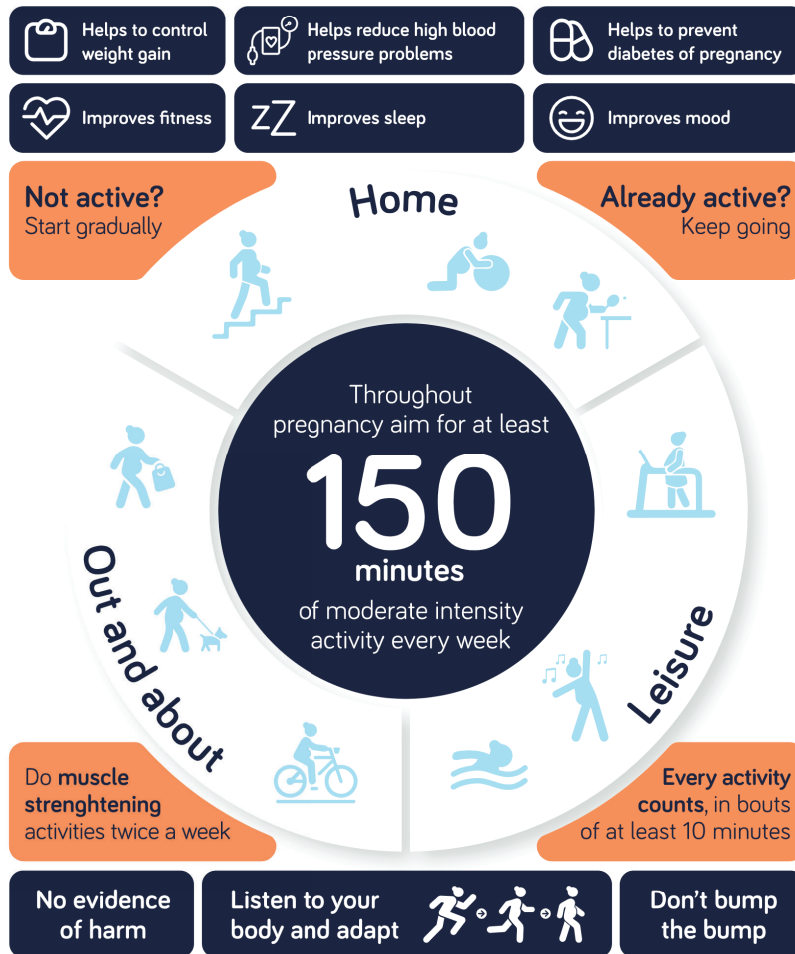 Helps to control
weight gain
Helps reduce high blood
pressure problems
Helps to prevent
diabetes of pregnancy
Improves fitness
ZZ
Improves sleep
Improves mood
Not active?
Start gradually
Home
Already active?
Keep going
Throughout
pregnancy aim for at least
150
minutes
of moderate intensity
activity every week
Out and about
Leisure
Do muscle
strenghtening
activities twice a week
Every activity
counts, in bouts
of at least 10 minutes
No evidence
of harm
Listen to your
body and adapt
Don't bump
the bump